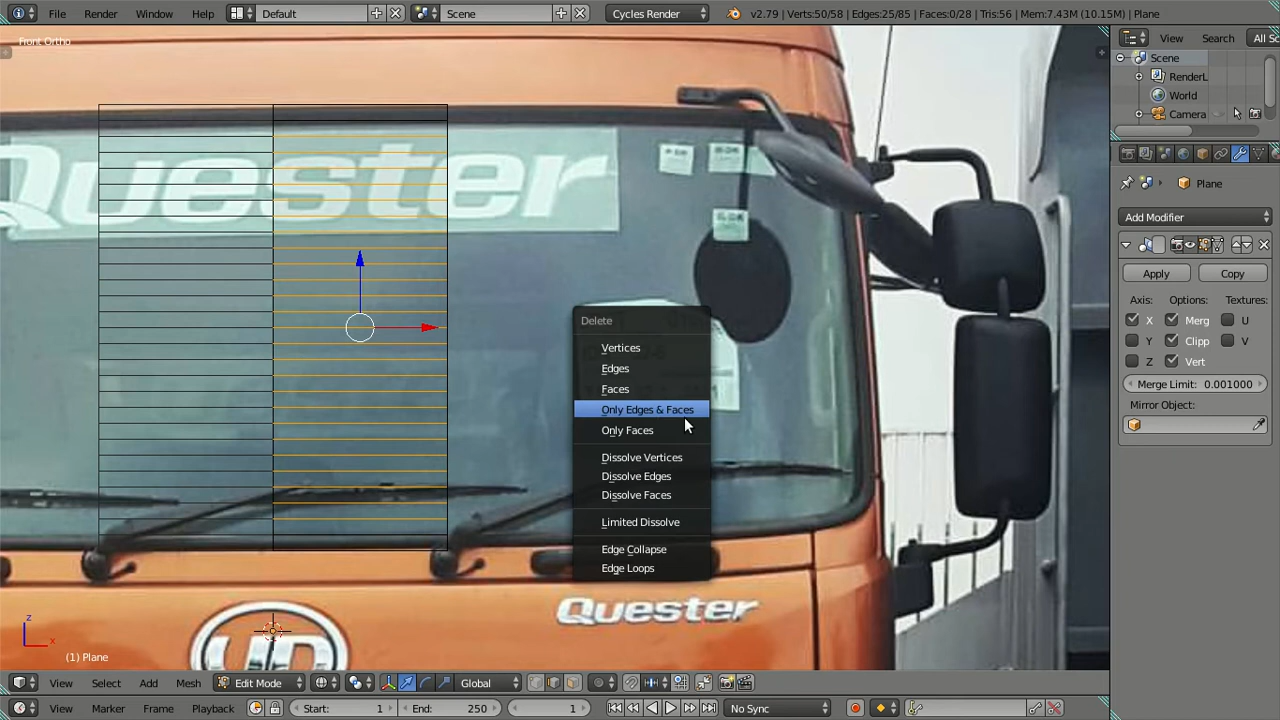 File Render Window Help Default Scene Cycles Render v2.79 | Verts:50/58 | Edges:25/85 | Faces:0/28 | Tris:56 | Mem:7.43M (10.15M) | Plane
Front Ortho
View Search All Sc
Scene
RenderL
World
Camera
Quester
Plane
Add Modifier
Apply Copy
Axis: Options: Textures:
X Merg U
Y Clipp V
Z Vert
Merge Limit: 0.001000
Mirror Object:
Delete
Vertices
Edges
Faces
Only Edges & Faces
Only Faces
Dissolve Vertices
Dissolve Edges
Dissolve Faces
Limited Dissolve
Edge Collapse
Edge Loops
Quester
UD
z
x
(1) Plane
View Select Add Mesh Edit Mode Global
View Marker Frame Playback Start: 1 End: 250 1 No Sync